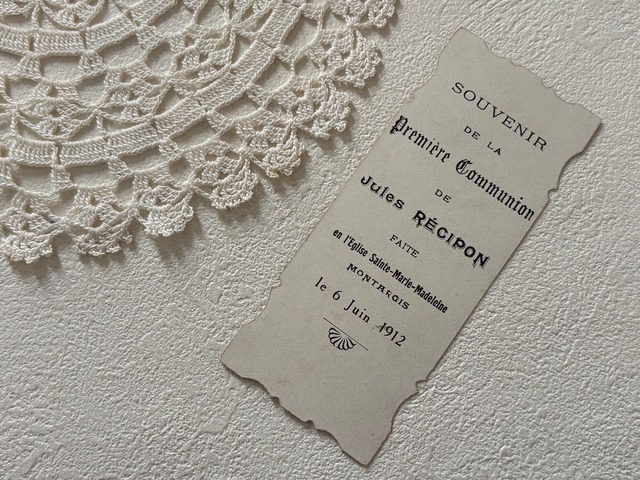 SOUVENIR
DE LA
Première Communion
DE
Jules RÉCIPON
FAITE
en l'Eglise Sainte-Marie-Madeleine
MONTARGIS
le 6 Juin 1912